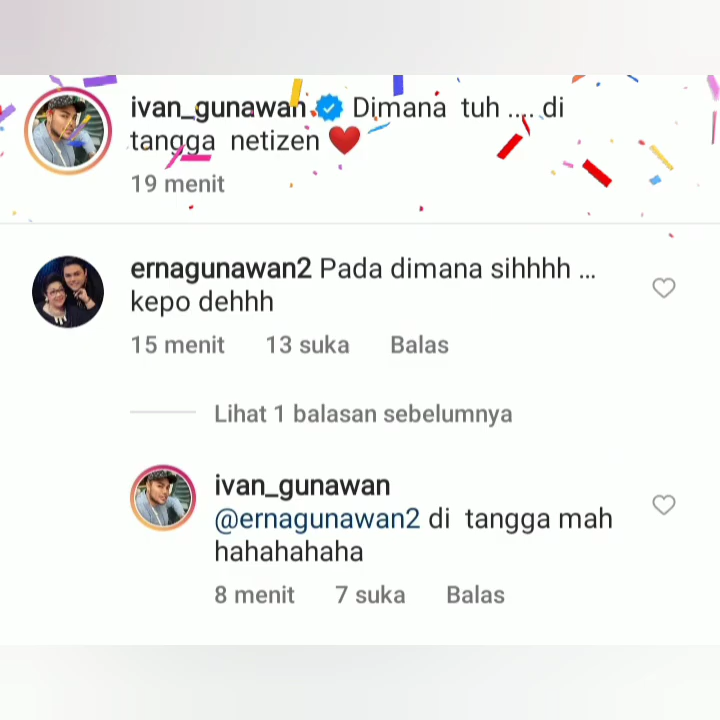 ivan_gunawan Dimana tuh .... di
tangga netizen ❤️
19 menit
ernagunawan2 Pada dimana sihhhh ...
kepo dehhh
15 menit 13 suka Balas
Lihat 1 balasan sebelumnya
ivan_gunawan
@ernagunawan2 di tangga mah
hahahahaha
8 menit 7 suka Balas